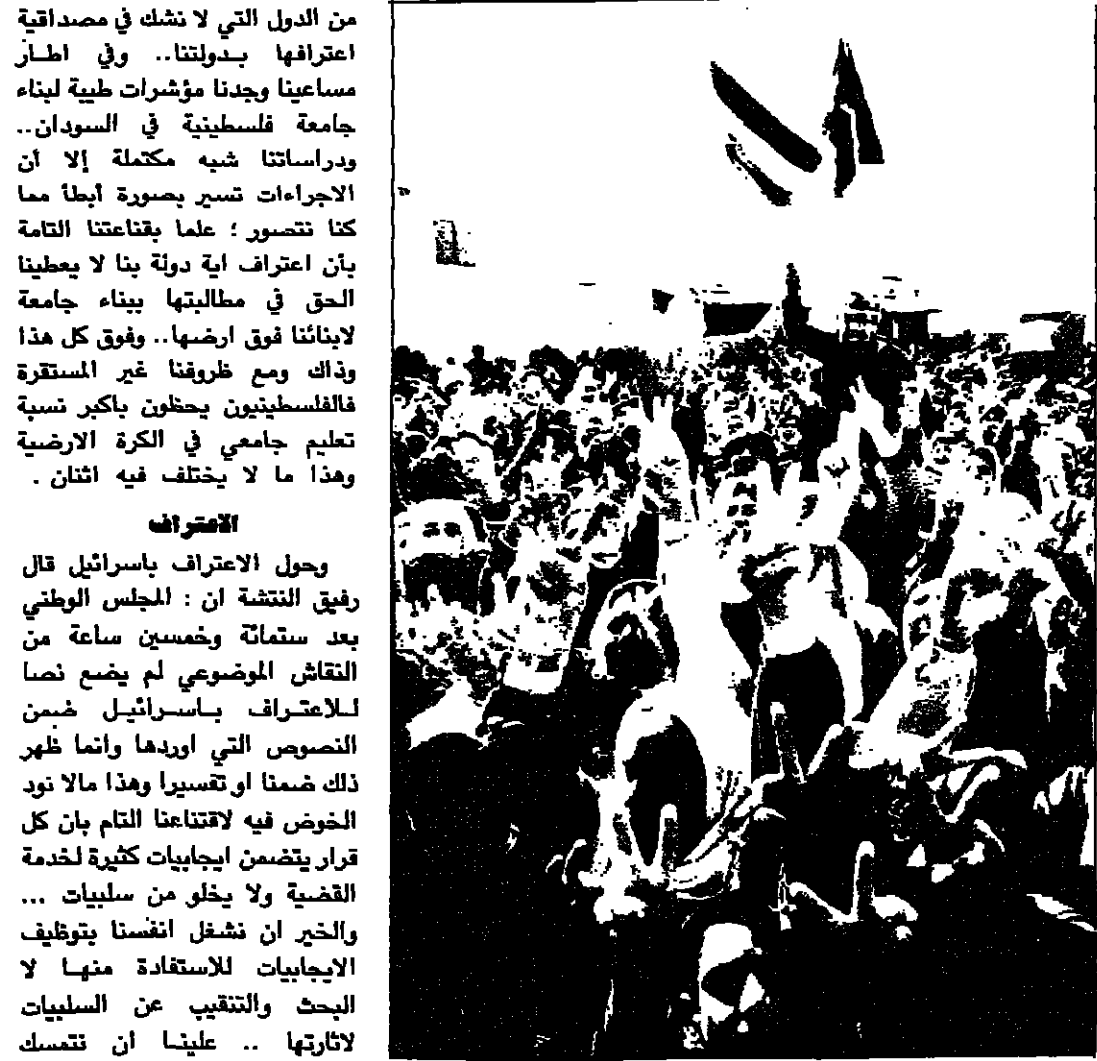 من الدول التي لا نشك في مصداقية
اعترافها بــدولتنا.. وفي اطــار
مساعينا وجدنا مؤشرات طيبة لبناء
جامعة فلسطينية في السودان..
ودراساتنا شبه مكتملة إلا أن
الاجراءات تسير بصورة أبطأ مما
كنا نتصور ؛ علما بقناعتنا التامة
بأن اعتراف اية دولة بنا لا يعطينا
الحق في مطالبتها ببناء جامعة
لابنائنا فوق ارضها.. وفوق كل هذا
وذاك ومع ظروفنا غير المستقرة
فالفلسطينيون يحظون باكبر نسبة
تعليم جامعي في الكرة الارضية
وهذا ما لا يختلف فيه اثنان .
الاعتراف
وحول الاعتراف باسرائيل قال
رفيق النتشة ان : المجلس الوطني
بعد ستمائة وخمسين ساعة من
النقاش الموضوعي لم يضع نصا
لــلاعتــراف بــاســرائيــل ضمن
النصوص التي اوردها وانما ظهر
ذلك ضمنا او تفسيرا وهذا مالا نود
الخوض فيه لاقتناعنا التام بان كل
قرار يتضمن ايجابيات كثيرة لخدمة
القضية ولا يخلو من سلبيات ...
والخير ان نشغل انفسنا بتوظيف
الايجابيات للاستفادة منهــا لا
البحث والتنقيب عن السلبيات
لاثارتها .. علينــا ان نتمسك